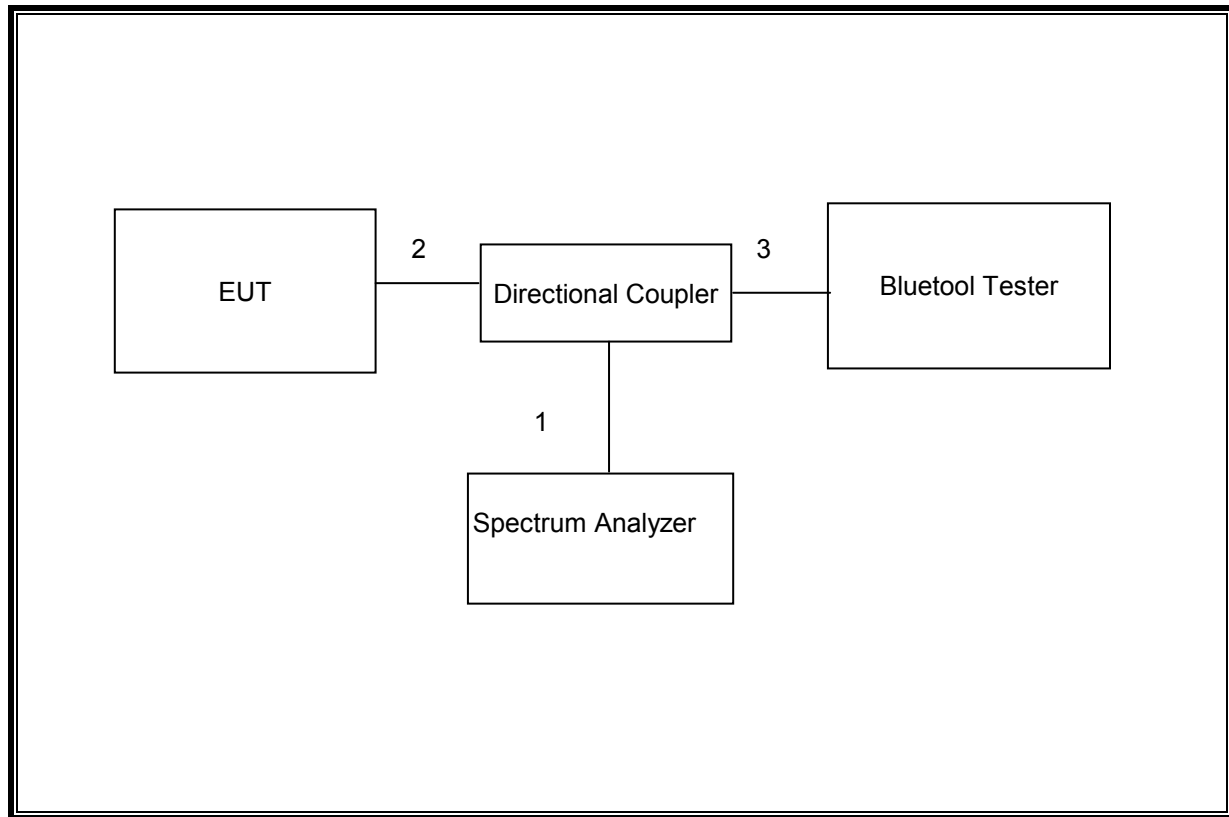 2
3
EUT
Directional Coupler
Bluetool Tester
1
Spectrum Analyzer